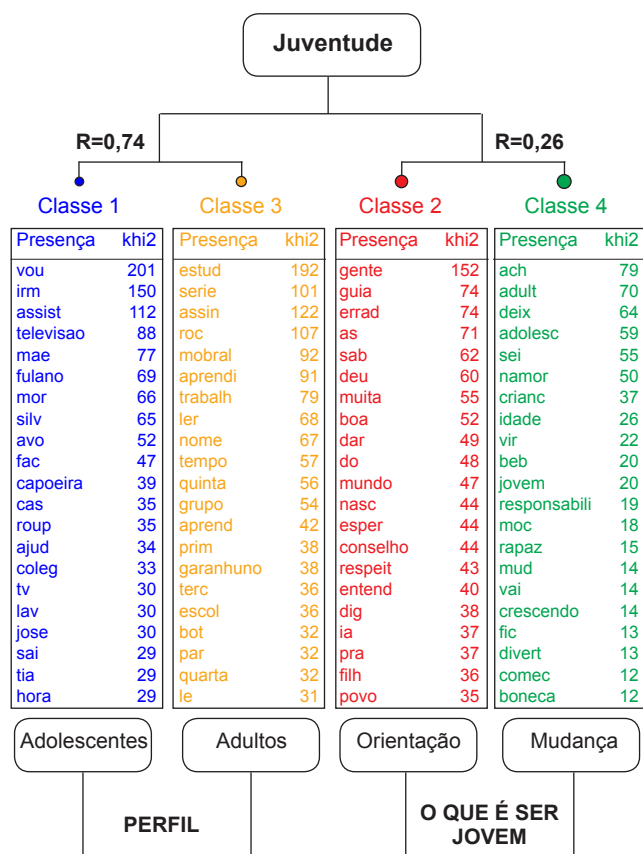 Juventude
R=0,74 R=0,26
Classe 1 Classe 3 Classe 2 Classe 4
Presença khi2 Presença khi2 Presença khi2 Presença khi2
vou 201 estud 192 gente 152 ach 79
irm 150 serie 101 guia 74 adult 70
assist 112 assin 122 errad 74 deix 64
televisao 88 roc 107 as 71 adolesc 59
mae 77 mobral 92 sab 62 sei 55
fulano 69 aprendi 91 deu 60 namor 50
mor 66 trabalh 79 muita 55 crianc 37
silv 65 ler 68 boa 52 idade 26
avo 52 nome 67 dar 49 vir 22
fac 47 tempo 57 do 48 beb 20
capoeira 39 quinta 56 mundo 47 jovem 20
cas 35 grupo 54 nasc 44 responsabili 19
roup 35 aprend 42 esper 44 moc 18
ajud 34 prim 38 conselho 44 rapaz 15
coleg 33 garanhuno 38 respeit 43 mud 14
tv 30 terc 36 entend 40 vai 14
lav 30 escol 36 dig 38 crescendo 14
jose 30 bot 32 ia 37 fic 13
sai 29 par 32 pra 37 divert 13
tia 29 quarta 32 filh 36 comec 12
hora 29 le 31 povo 35 boneca 12
Adolescentes Adultos Orientação Mudança
PERFIL O QUE É SER
JOVEM